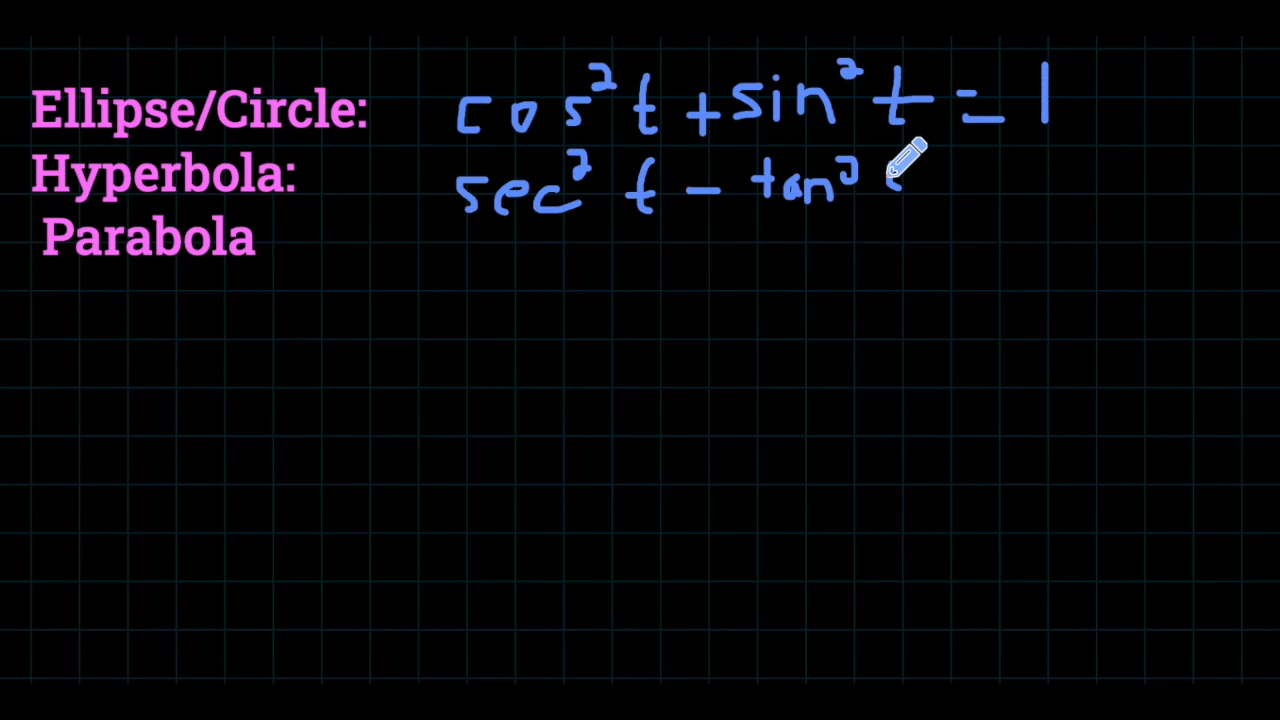 Ellipse/Circle: cos² t + sin² t = 1
Hyperbola: sec² t - tan²
Parabola